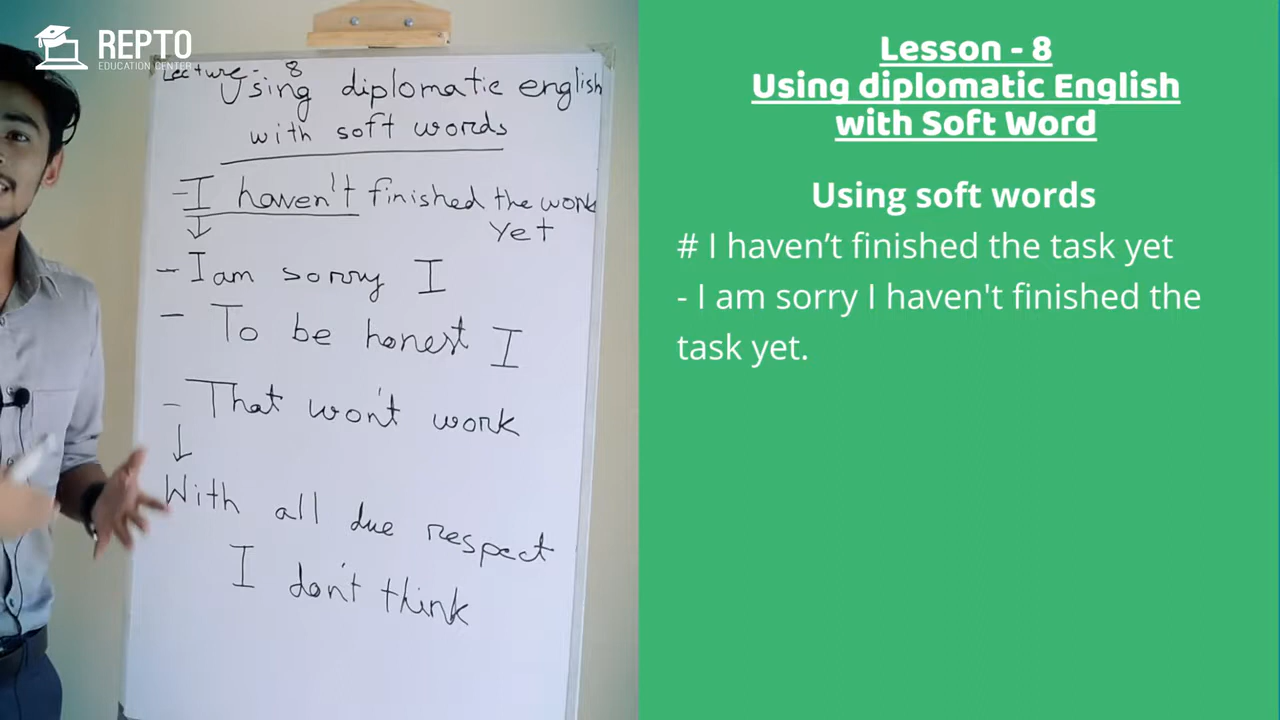 REPTO
EDUCATION CENTER
Lecture - 8
Using diplomatic english
with soft words
- I haven't finished the work
yet
- I am sorry I
- To be honest I
- That won't work
With all due respect
I don't think
Lesson - 8
Using diplomatic English
with Soft Word
Using soft words
# I haven’t finished the task yet
- I am sorry I haven't finished the
task yet.